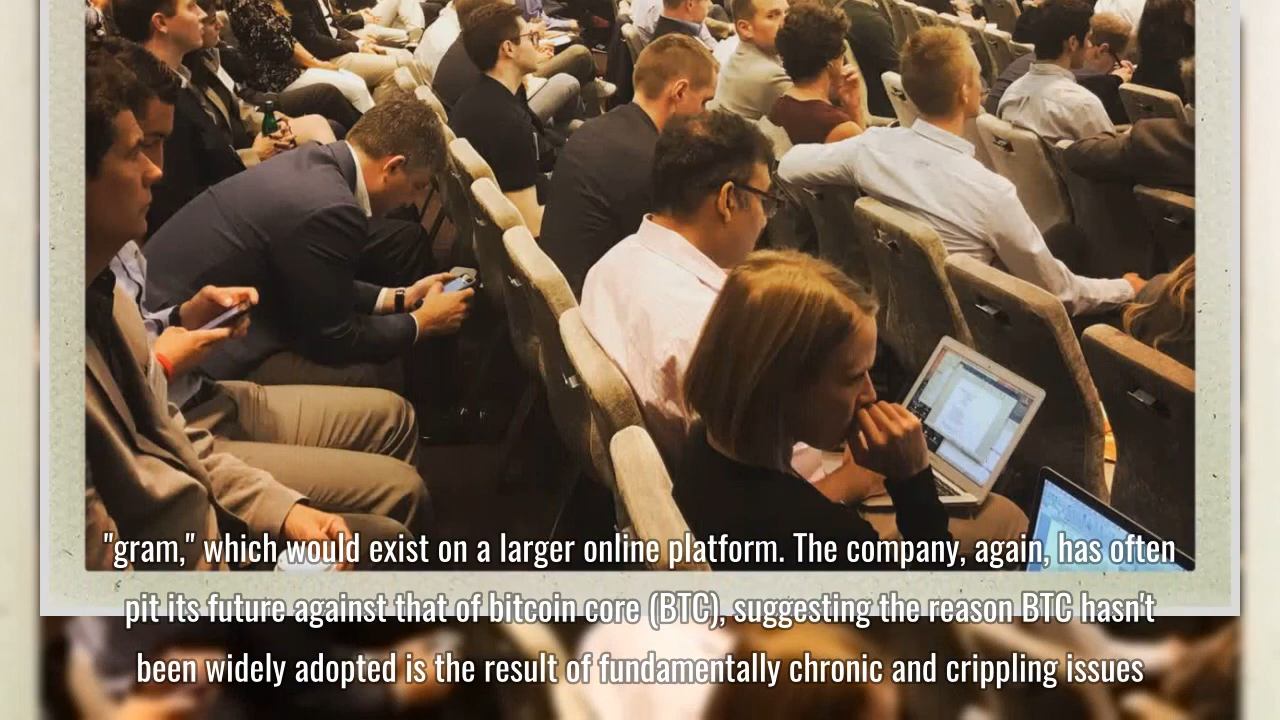 "gram," which would exist on a larger online platform. The company, again, has often
pit its future against that of bitcoin core (BTC), suggesting the reason BTC hasn't
been widely adopted is the result of fundamentally chronic and crippling issues